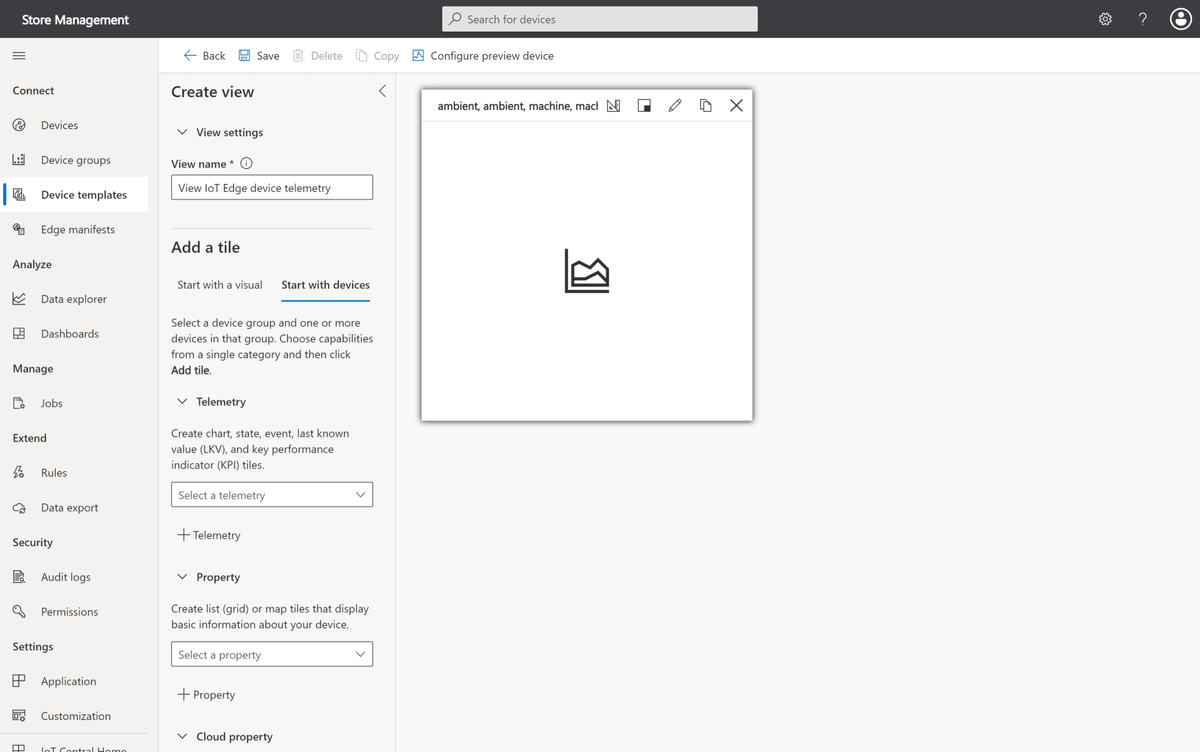 Store Management
Search for devices
?
Back
Save
Delete
Copy
Configure preview device
Connect
Devices
Device groups
Device templates
Edge manifests
Analyze
Data explorer
Dashboards
Manage
Jobs
Extend
Rules
Data export
Security
Audit logs
Permissions
Settings
Application
Customization
IoT Central Home
Create view
View settings
View name *
View IoT Edge device telemetry
Add a tile
Start with a visual
Start with devices
Select a device group and one or more
devices in that group. Choose capabilities
from a single category and then click
Add tile.
Telemetry
Create chart, state, event, last known
value (LKV), and key performance
indicator (KPI) tiles.
Select a telemetry
+ Telemetry
Property
Create list (grid) or map tiles that display
basic information about your device.
Select a property
+ Property
Cloud property
ambient, ambient, machine, macl